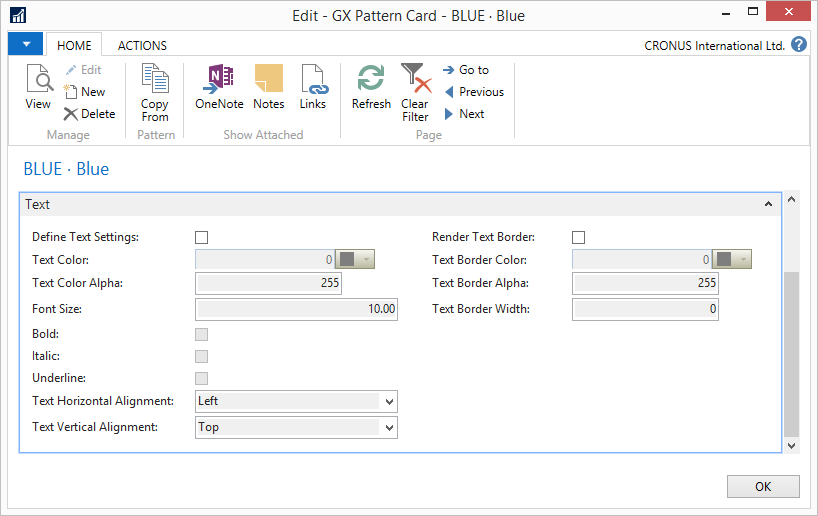 Edit - GX Pattern Card - BLUE · Blue
HOME ACTIONS CRONUS International Ltd. ?
View
Edit
New
Delete
Manage
Copy From
Pattern
OneNote
Notes
Links
Show Attached
Refresh
Clear Filter
Go to
Previous
Next
Page
BLUE · Blue
Text
Define Text Settings:
Text Color: 0
Text Color Alpha: 255
Font Size: 10.00
Bold:
Italic:
Underline:
Text Horizontal Alignment: Left
Text Vertical Alignment: Top
Render Text Border:
Text Border Color: 0
Text Border Alpha: 255
Text Border Width: 0
OK